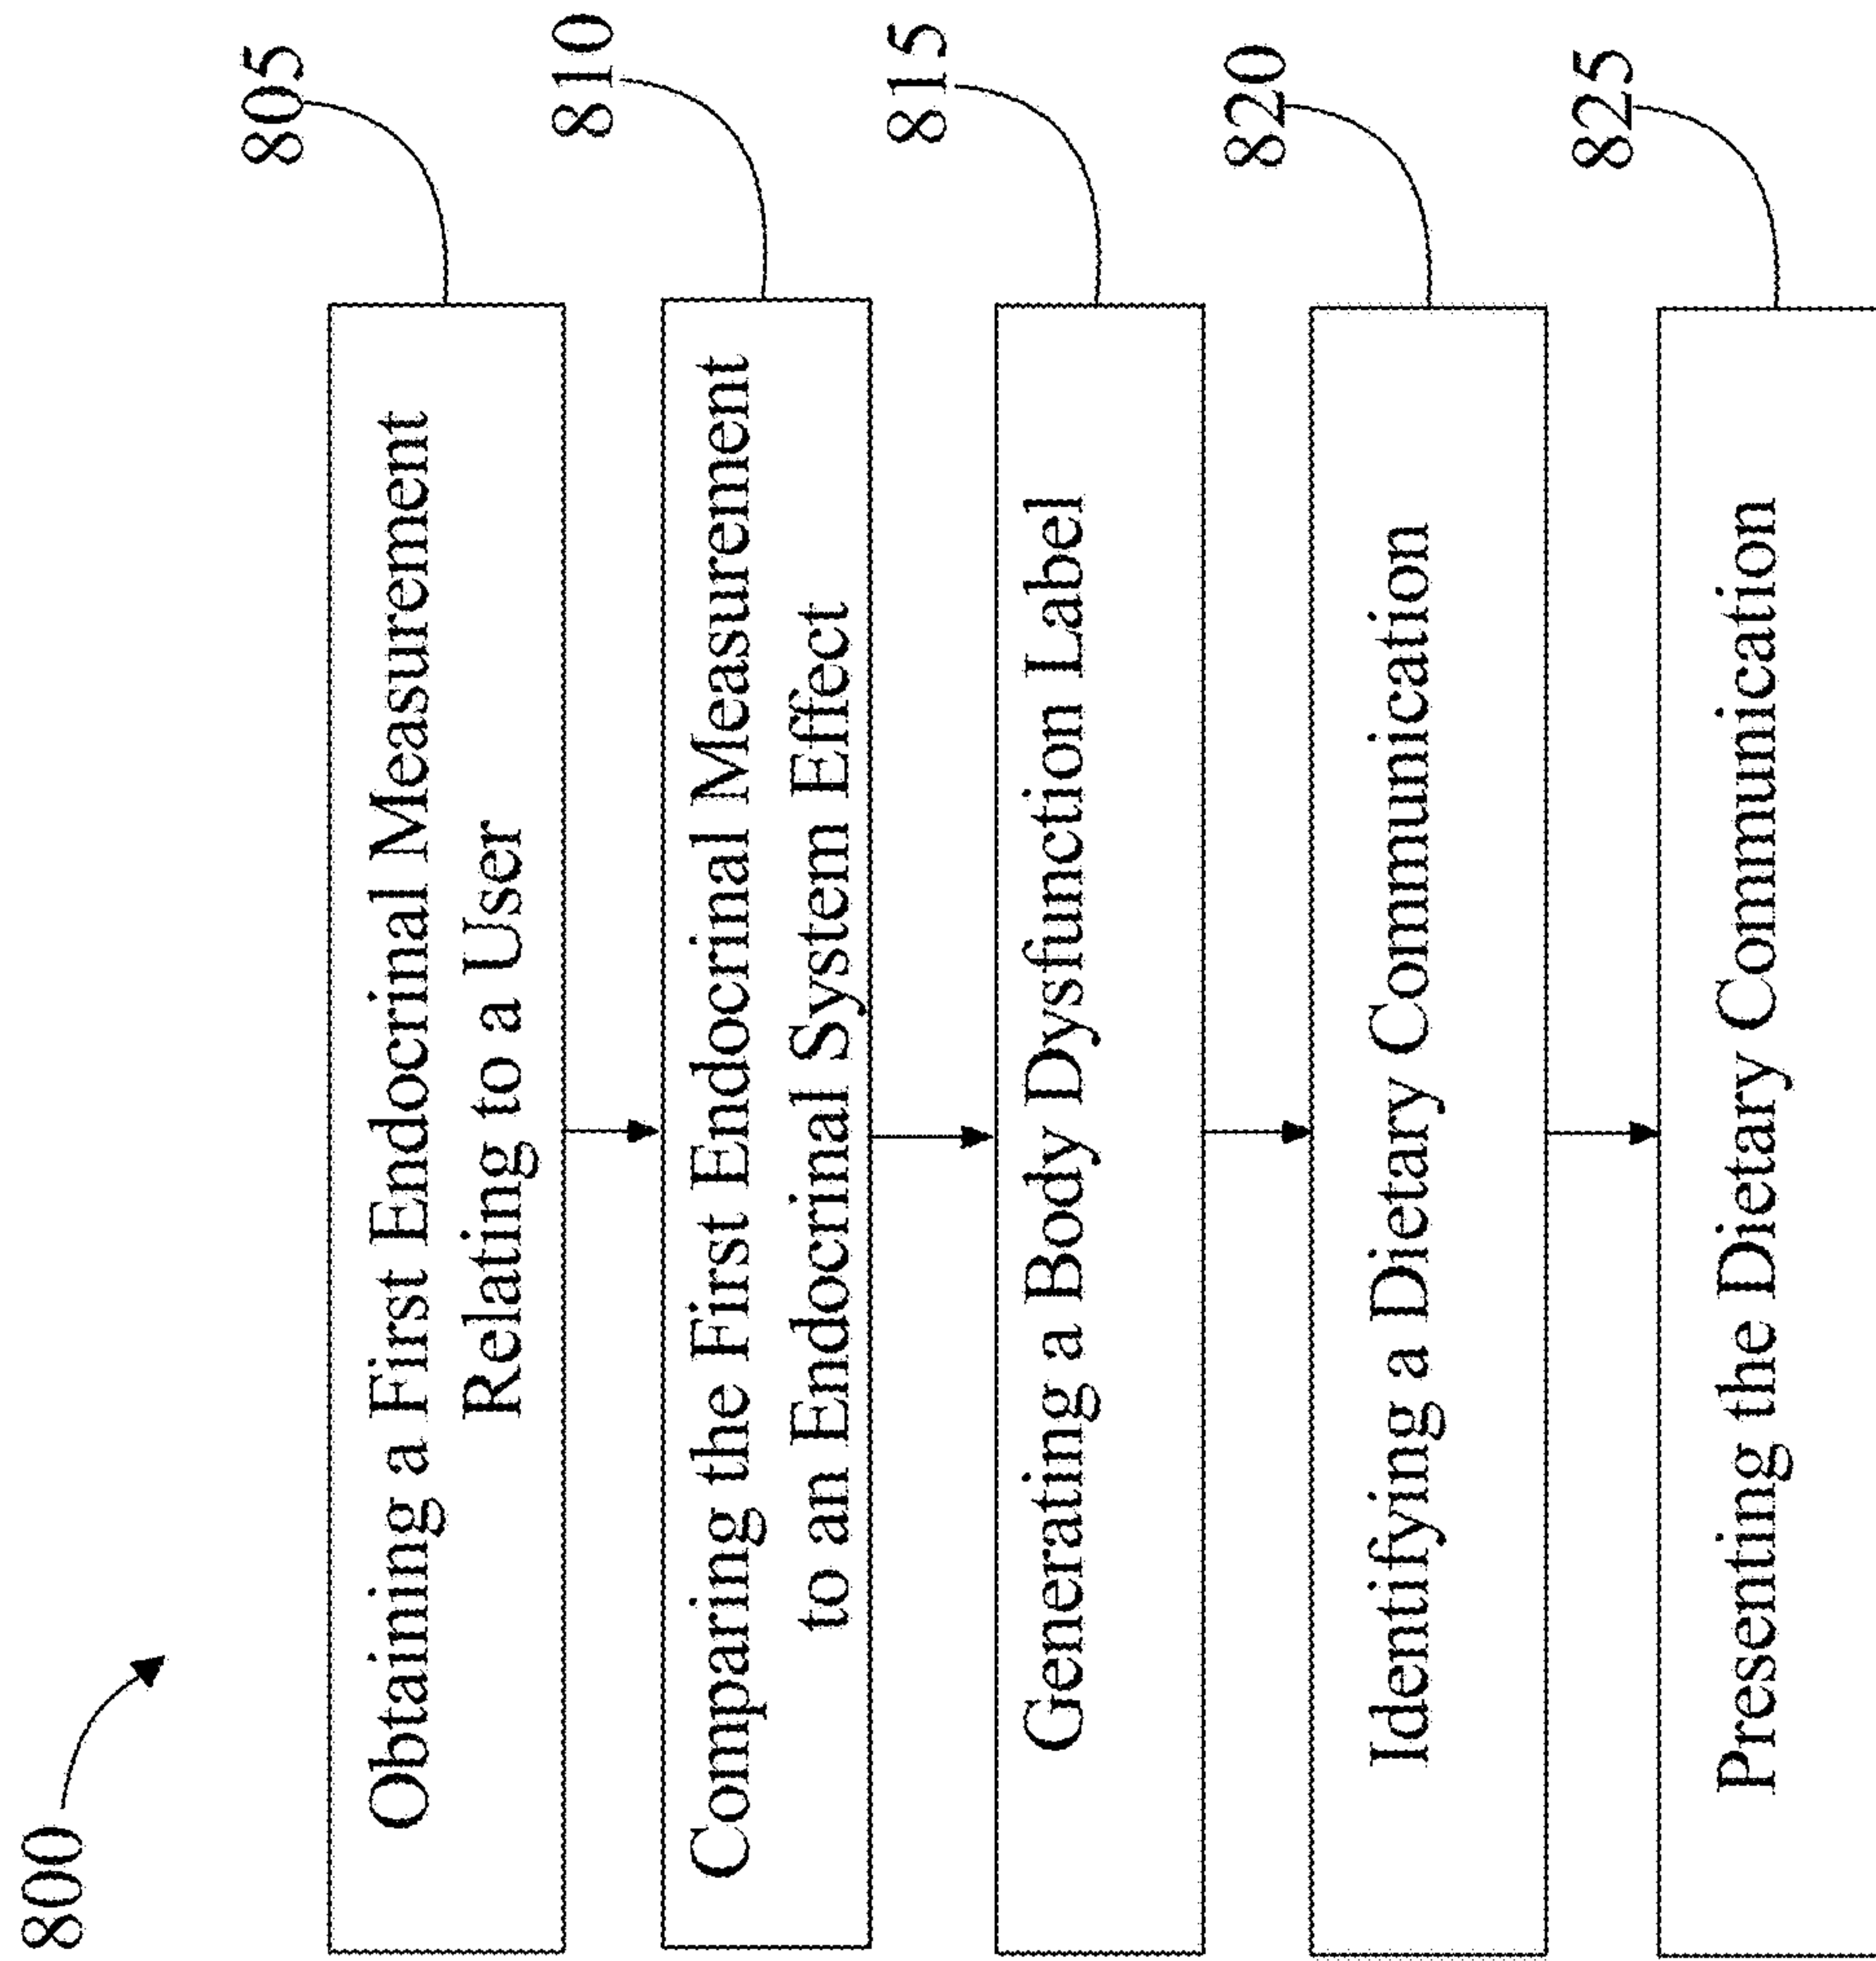 800
Obtaining a First Endocrinal Measurement
Relating to a User
805
Comparing the First Endocrinal Measurement
to an Endocrinal System Effect
810
Generating a Body Dysfunction Label
815
Identifying a Dietary Communication
820
Presenting the Dietary Communication
825